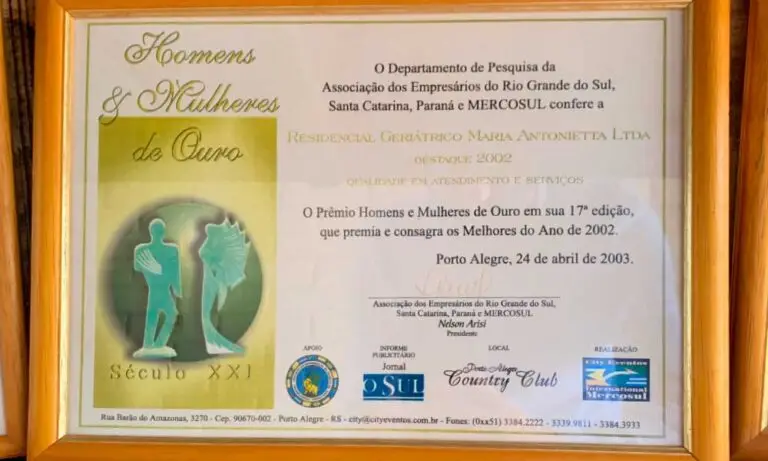 Homens
& Mulheres
de Ouro
Século XXI
O Departamento de Pesquisa da
Associação dos Empresários do Rio Grande do Sul,
Santa Catarina, Paraná e MERCOSUL confere a
RESIDENCIAL GERIÁTRICO MARIA ANTONIETTA LTDA
DESTAQUE 2002
QUALIDADE EM ATENDIMENTO E SERVIÇOS
O Prêmio Homens e Mulheres de Ouro em sua 17ª edição,
que premia e consagra os Melhores do Ano de 2002.
Porto Alegre, 24 de abril de 2003.
Associação dos Empresários do Rio Grande do Sul,
Santa Catarina, Paraná e MERCOSUL
Nelson Arisi
Presidente
APOIO
INFORME
PUBLICITÁRIO
Jornal
O SUL
LOCAL
Porto Alegre
Country Club
REALIZAÇÃO
City Eventos
International
Mercosul
Rua Barão do Amazonas, 3270 - Cep. 90670-002 - Porto Alegre - RS - city@cityeventos.com.br - Fones: (0xx51) 3384.2222 - 3339.9811 - 3384.3933